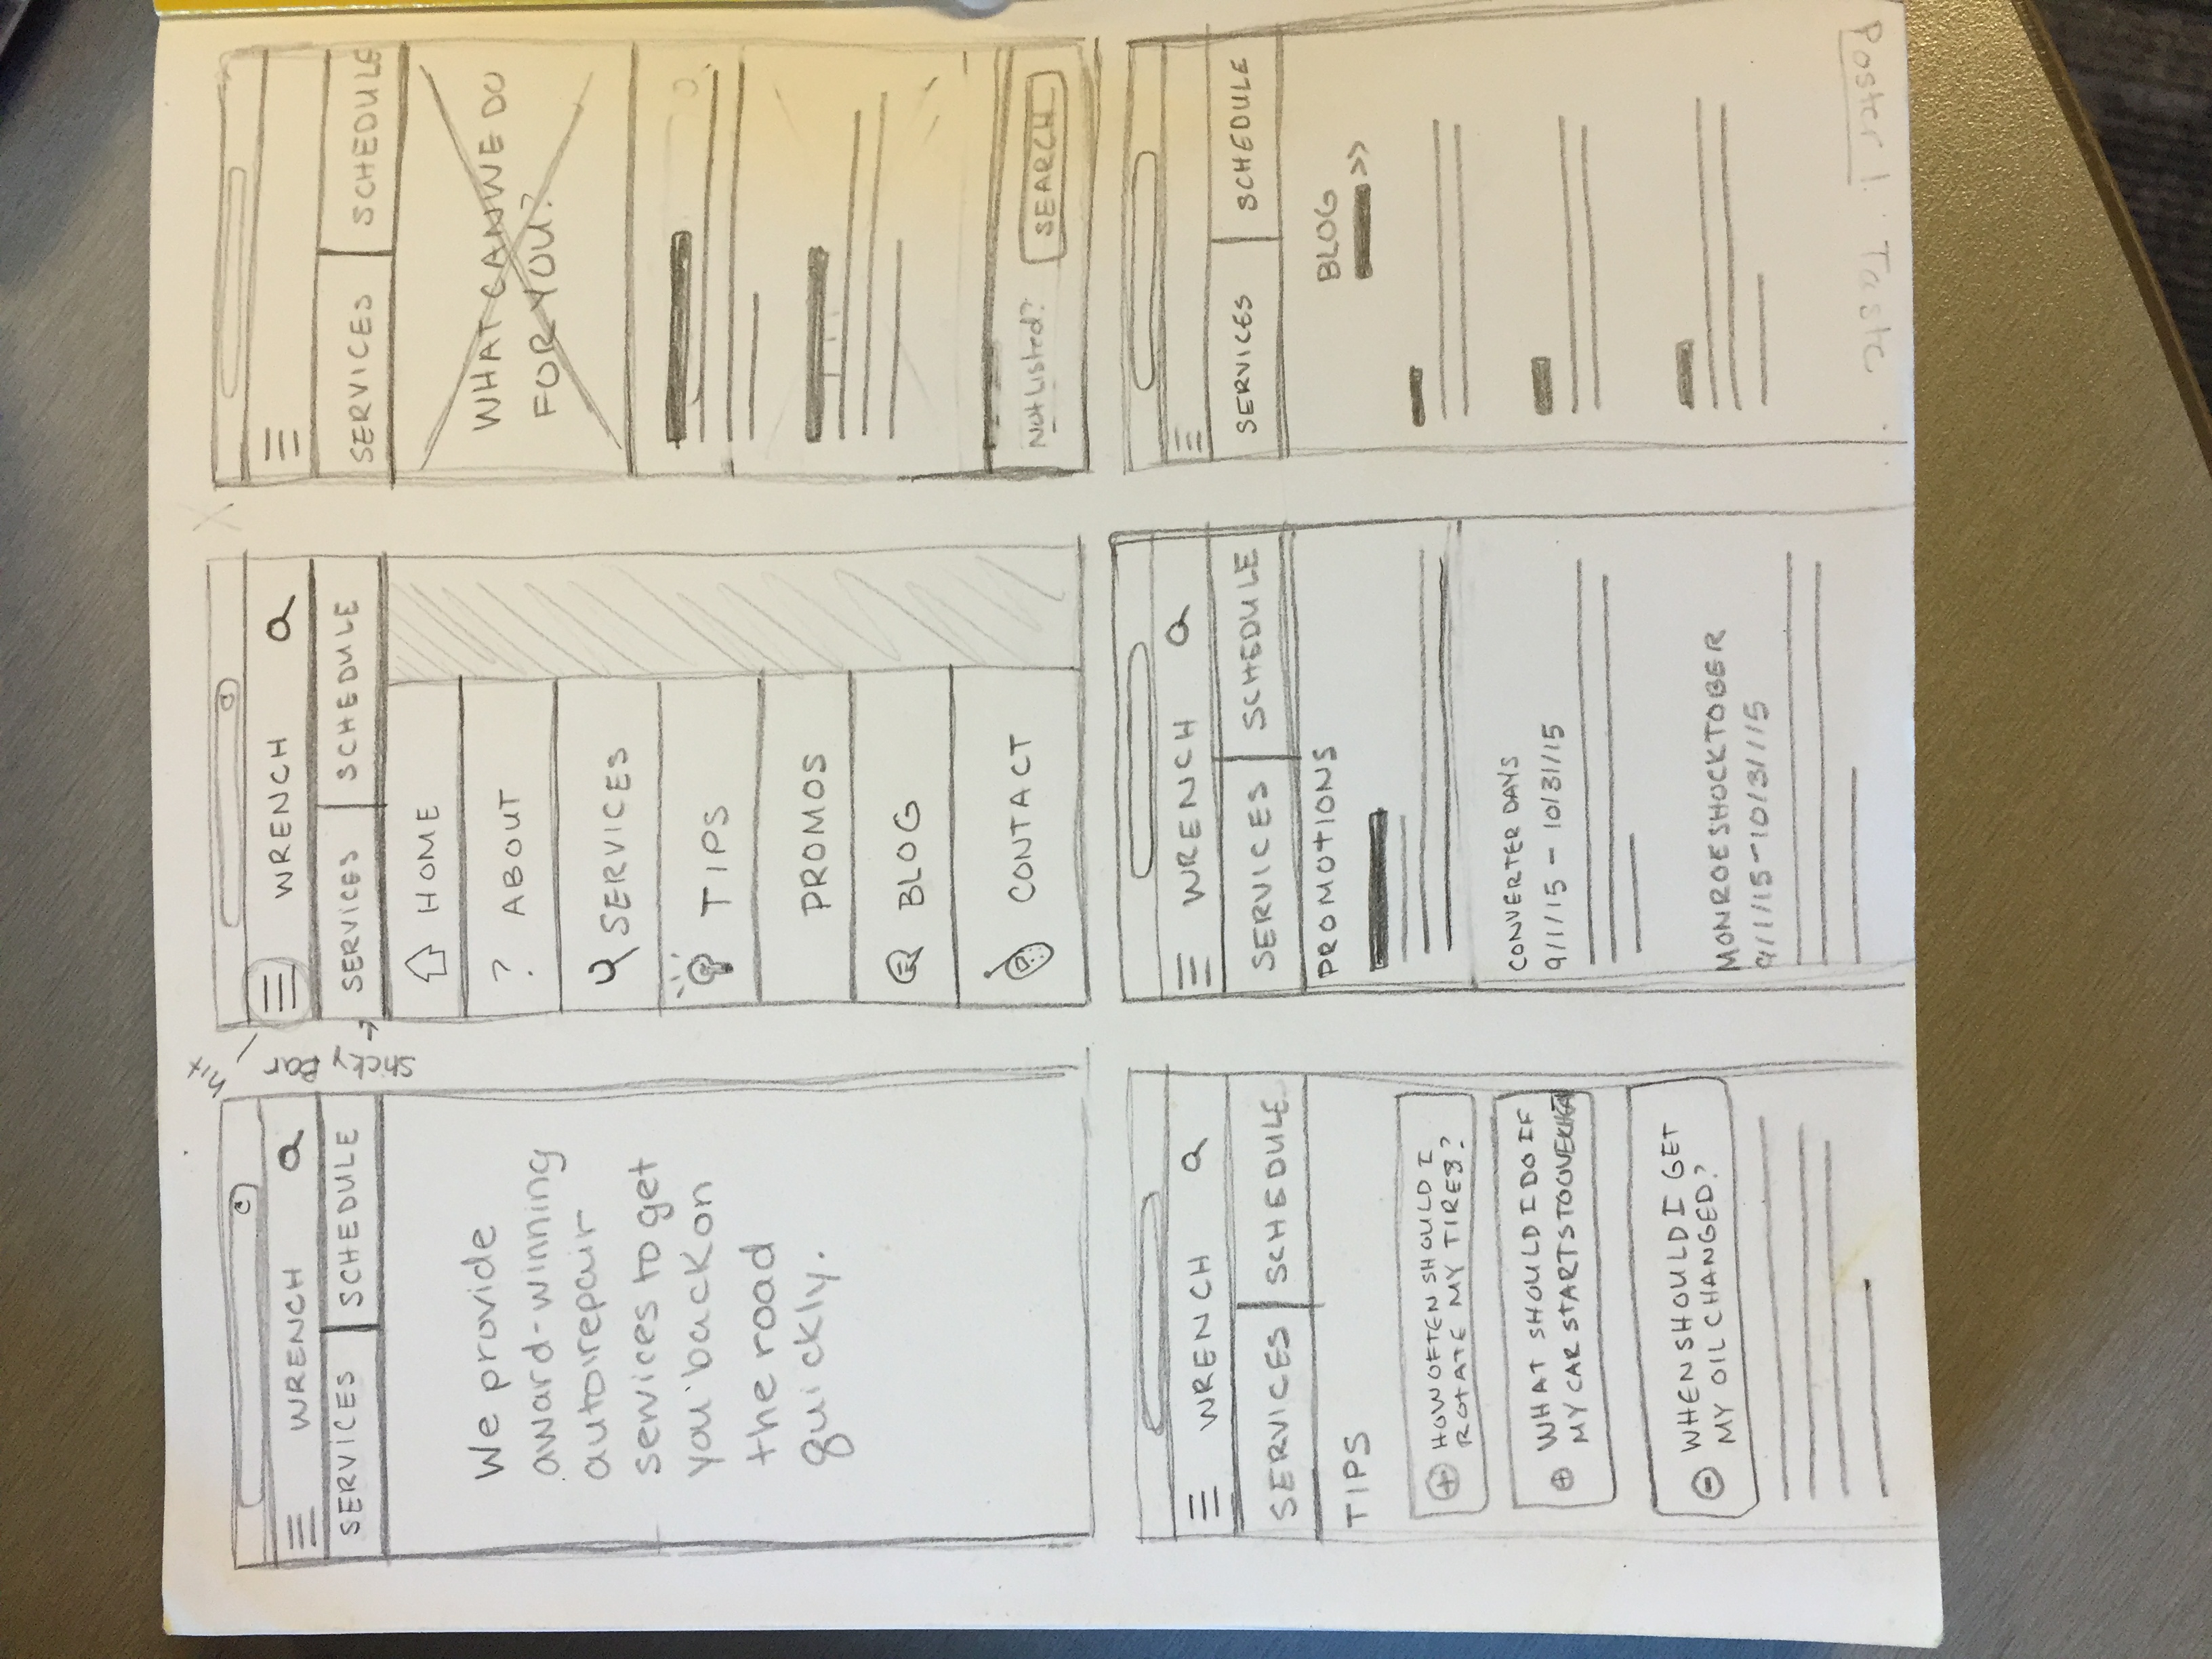 WRENCH
SERVICES
SCHEDULE
We provide
award-winning
auto repair
services to get
you back on
the road
quickly.
Sticky Bar / hit
WRENCH
SERVICES
SCHEDULE
HOME
? ABOUT
SERVICES
TIPS
PROMOS
BLOG
CONTACT
SERVICES
SCHEDULE
WHAT CAN WE DO
FOR YOU?
Not Listed?
SEARCH
WRENCH
SERVICES
SCHEDULE
TIPS
HOW OFTEN SHOULD I
ROTATE MY TIRES?
WHAT SHOULD I DO IF
MY CAR STARTS TO
WHEN SHOULD I GET
MY OIL CHANGED?
WRENCH
SERVICES
SCHEDULE
PROMOTIONS
CONVERTER DAYS
9/1/15 - 10/31/15
MONROE SHOCKTOBER
9/1/15-10/31/15
SERVICES
SCHEDULE
BLOG
>>
Poster 1: Taste